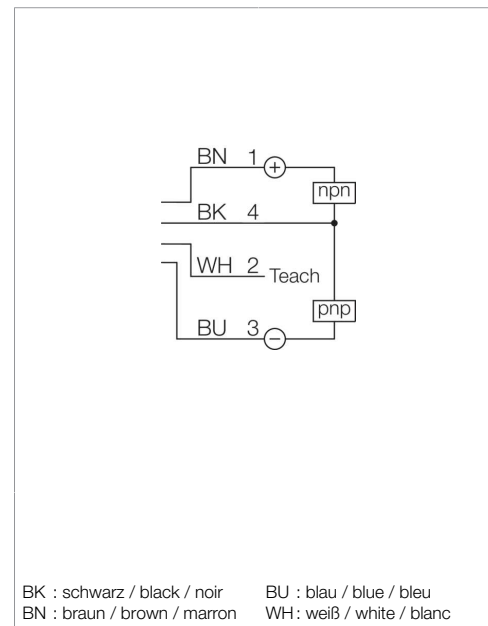 BN 1 +
npn
BK 4
WH 2 Teach
pnp
BU 3 −
BK : schwarz / black / noir BU : blau / blue / bleu
BN : braun / brown / marron WH : weiß / white / blanc